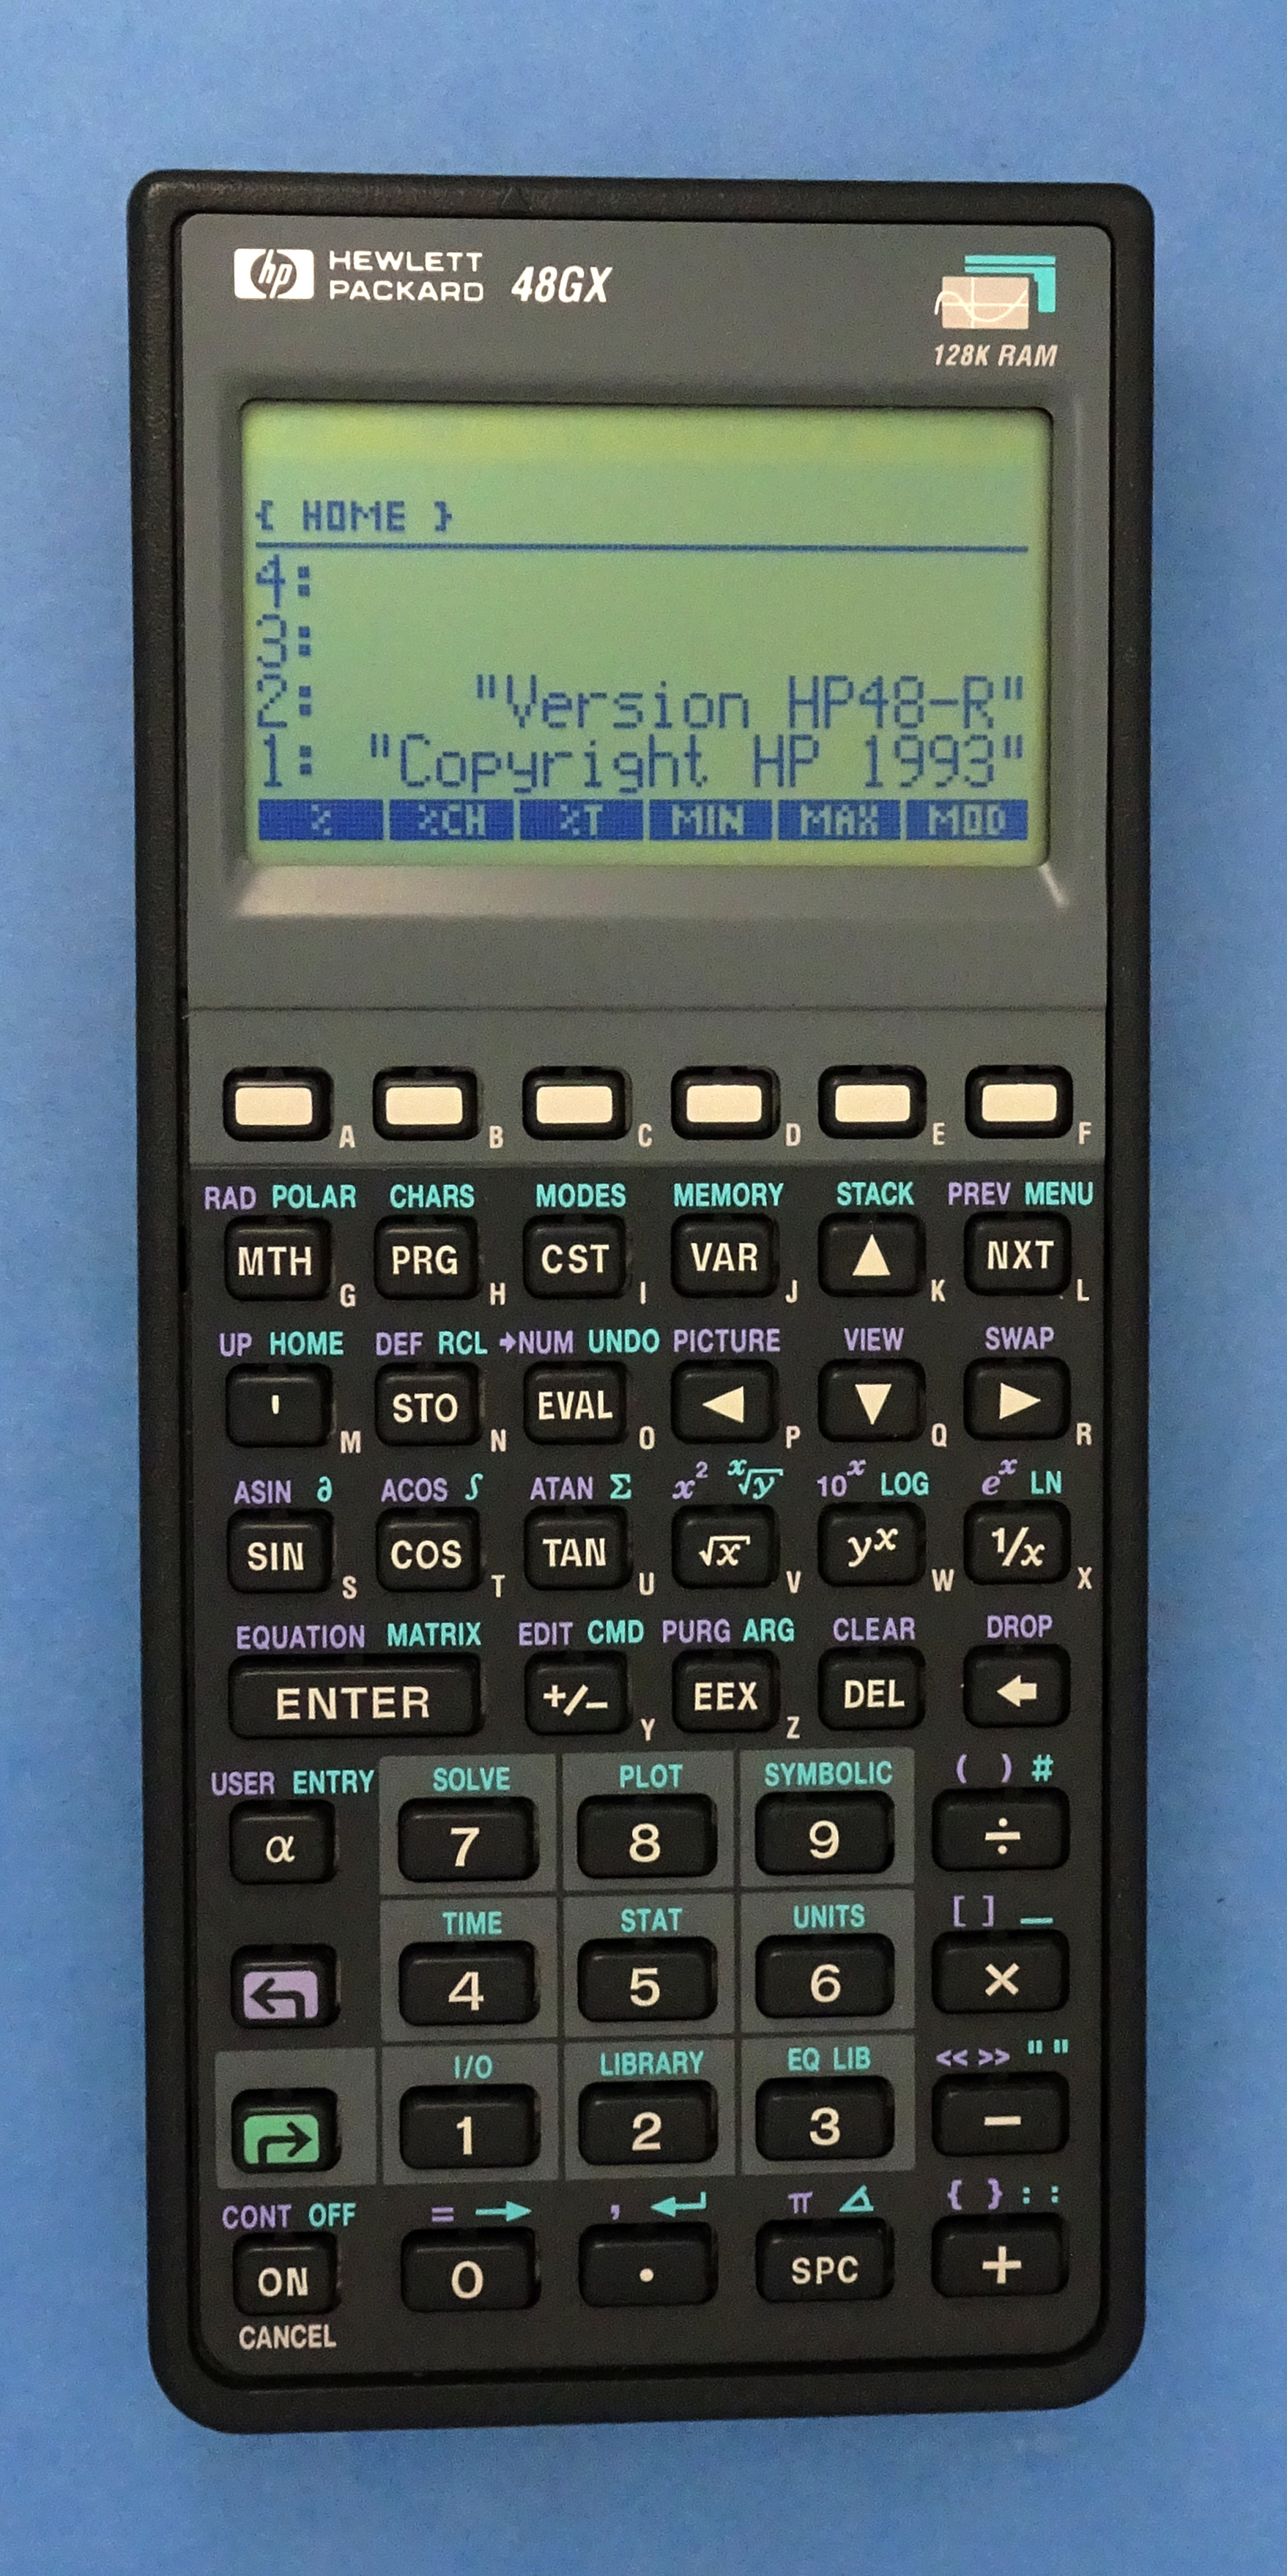 hp HEWLETT PACKARD 48GX
128K RAM
{ HOME }
4:
3:
2: "Version HP48-R"
1: "Copyright HP 1993"
% %CH %T MIN MAX MOD
A B C D E F
RAD POLAR CHARS MODES MEMORY STACK PREV MENU
MTH PRG CST VAR ▲ NXT
G H I J K L
UP HOME DEF RCL →NUM UNDO PICTURE VIEW SWAP
' STO EVAL ◀ ▼ ▶
M N O P Q R
ASIN ∂ ACOS ∫ ATAN Σ x² ˣ√y 10ˣ LOG eˣ LN
SIN COS TAN √x yˣ 1/x
S T U V W X
EQUATION MATRIX EDIT CMD PURG ARG CLEAR DROP
ENTER +/− EEX DEL ←
Y Z
USER ENTRY SOLVE PLOT SYMBOLIC ( ) #
α 7 8 9 ÷
TIME STAT UNITS [ ] _
4 5 6 ×
I/O LIBRARY EQ LIB << >> " "
1 2 3 −
CONT OFF = → , ↵ π ∡ { } : :
ON 0 . SPC +
CANCEL